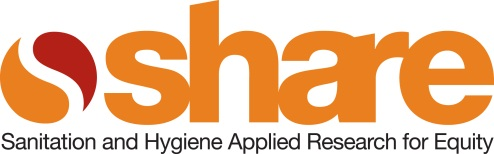 share
Sanitation and Hygiene Applied Research for Equity